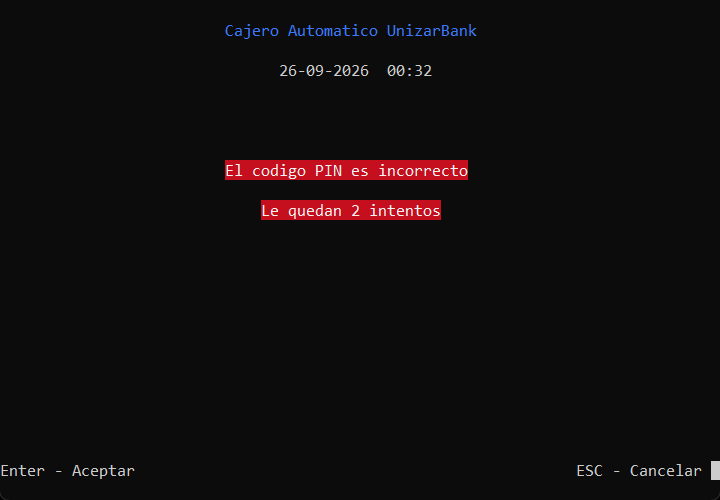 Cajero Automatico UnizarBank
26-09-2026  00:32
El codigo PIN es incorrecto
Le quedan 2 intentos
Enter - Aceptar
ESC - Cancelar